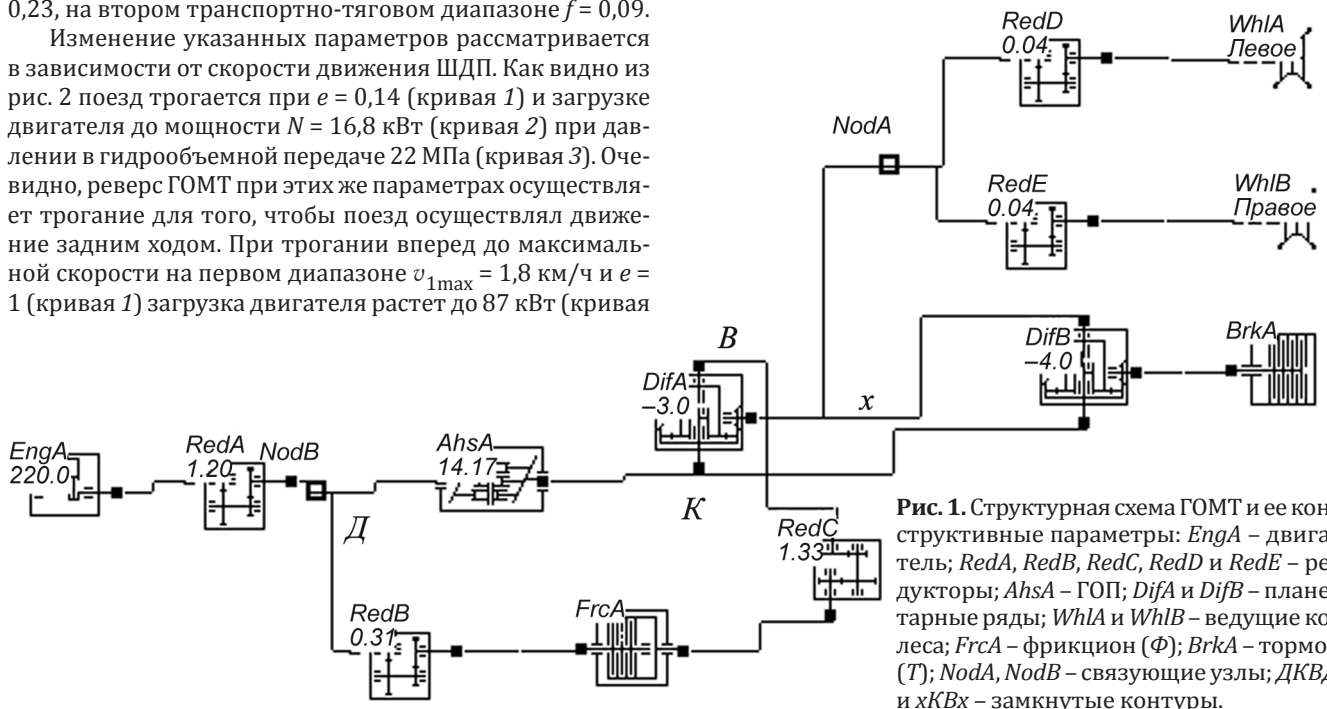 0,23, на втором транспортно-тяговом диапазоне f = 0,09.
Изменение указанных параметров рассматривается
в зависимости от скорости движения ШДП. Как видно из
рис. 2 поезд трогается при e = 0,14 (кривая 1) и загрузке
двигателя до мощности N = 16,8 кВт (кривая 2) при дав-
лении в гидрообъемной передаче 22 МПа (кривая 3). Оче-
видно, реверс ГОМТ при этих же параметрах осуществля-
ет трогание для того, чтобы поезд осуществлял движе-
ние задним ходом. При трогании вперед до максималь-
ной скорости на первом диапазоне v1max = 1,8 км/ч и e =
1 (кривая 1) загрузка двигателя растет до 87 кВт (кривая
RedD
0.04
WhlA
Левое
NodA
RedE
0.04
WhlB
Правое
В
DifA
–3.0
x
DifB
–4.0
BrkA
EngA
220.0
RedA
1.20
NodB
AhsA
14.17
Д
К
RedC
1.33
RedB
0.31
FrcA
Рис. 1. Структурная схема ГОМТ и ее кон-
структивные параметры: EngA – двига-
тель; RedA, RedB, RedC, RedD и RedE – ре-
дукторы; AhsA – ГОП; DifA и DifB – плане-
тарные ряды; WhlA и WhlB – ведущие ко-
леса; FrcA – фрикцион (Ф); BrkA – тормо
(Т); NodA, NodB – связующие узлы; ДКВД
и хКВх – замкнутые контуры.